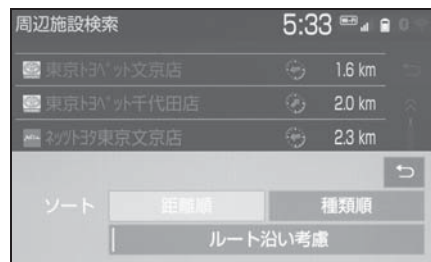 周辺施設検索 5:33
東京トヨペット文京店 1.6 km
東京トヨペット千代田店 2.0 km
ネッツトヨタ東京文京店 2.3 km
ソート 距離順 種類順
ルート沿い考慮